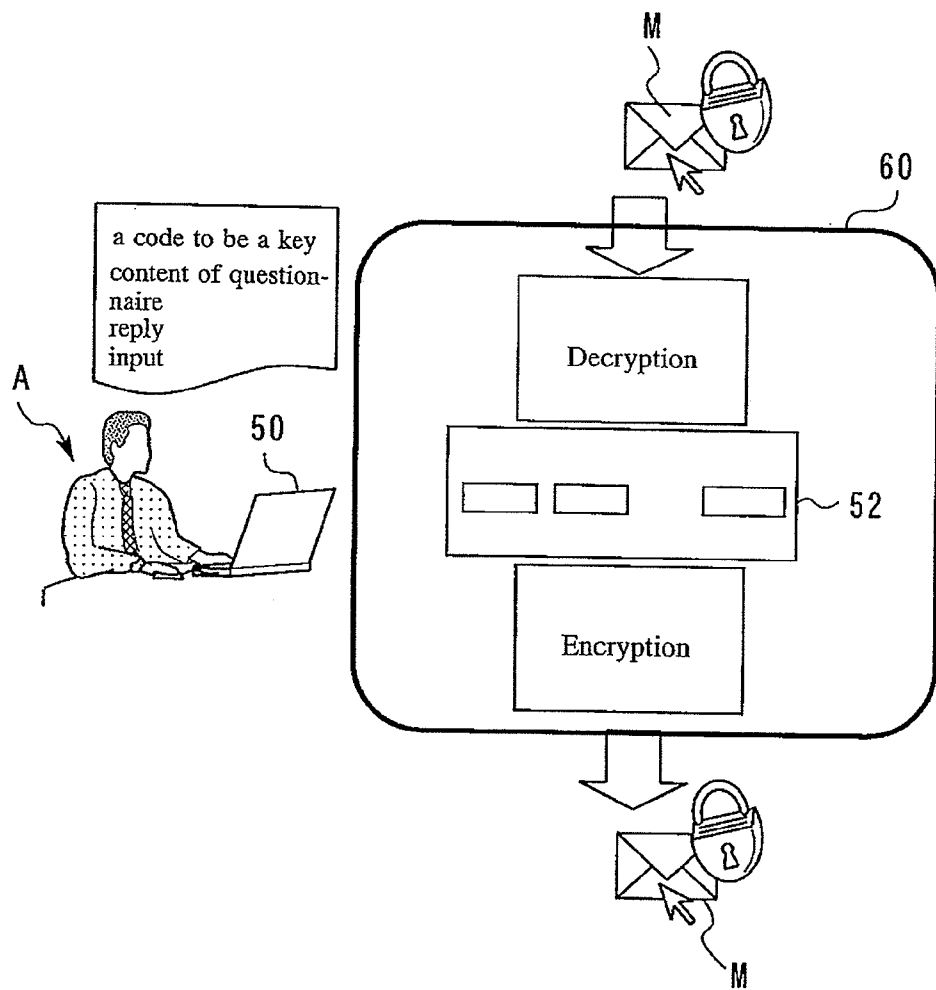 M
60
a code to be a key
content of question-
naire
reply
input
Decryption
A
50
52
Encryption
M